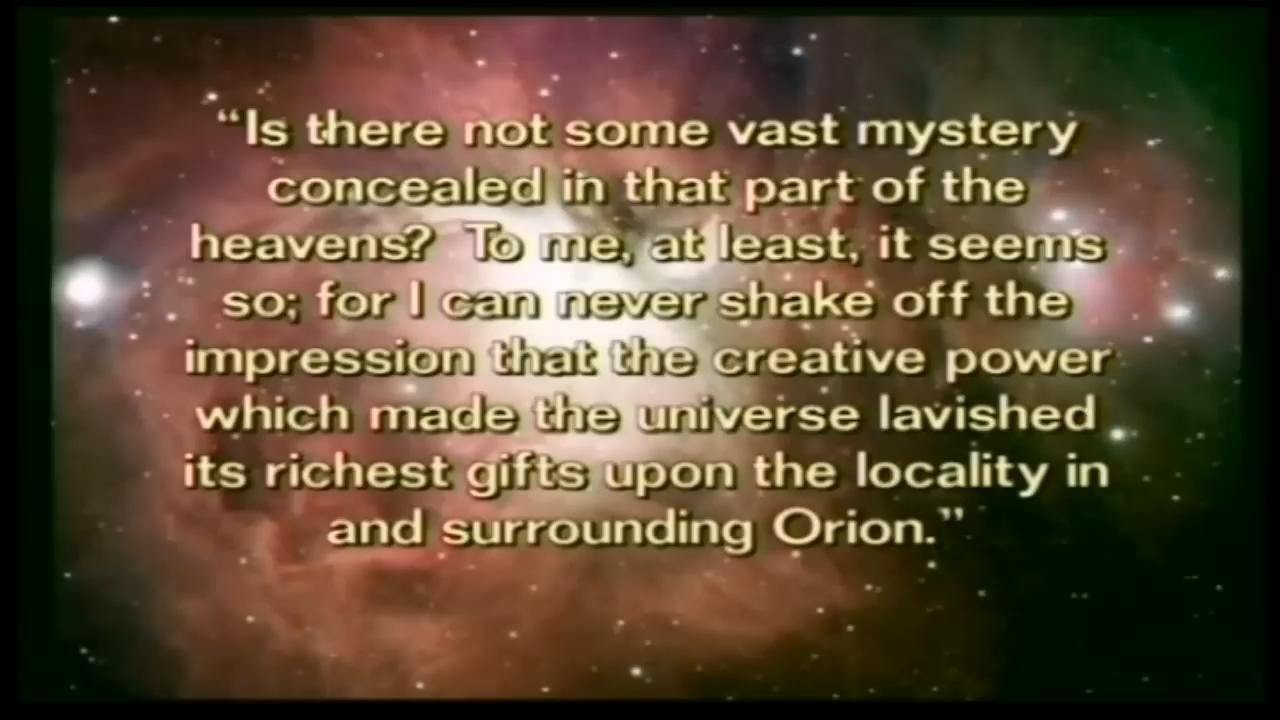 “Is there not some vast mystery
concealed in that part of the
heavens?  To me, at least, it seems
so; for I can never shake off the
impression that the creative power
which made the universe lavished
its richest gifts upon the locality in
and surrounding Orion.”